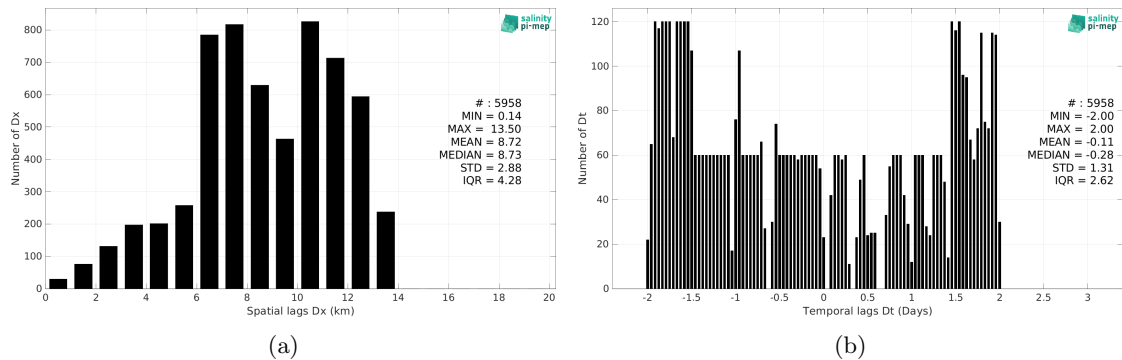 salinity
pi-mep
800
700
600
500
400
300
200
100
0
Number of Dx
# : 5958
MIN = 0.14
MAX = 13.50
MEAN = 8.72
MEDIAN = 8.73
STD = 2.88
IQR = 4.28
0 2 4 6 8 10 12 14 16 18 20
Spatial lags Dx (km)
(a)
salinity
pi-mep
120
100
80
60
40
20
0
Number of Dt
# : 5958
MIN = -2.00
MAX = 2.00
MEAN = -0.11
MEDIAN = -0.28
STD = 1.31
IQR = 2.62
-2 -1.5 -1 -0.5 0 0.5 1 1.5 2 2.5 3
Temporal lags Dt (Days)
(b)